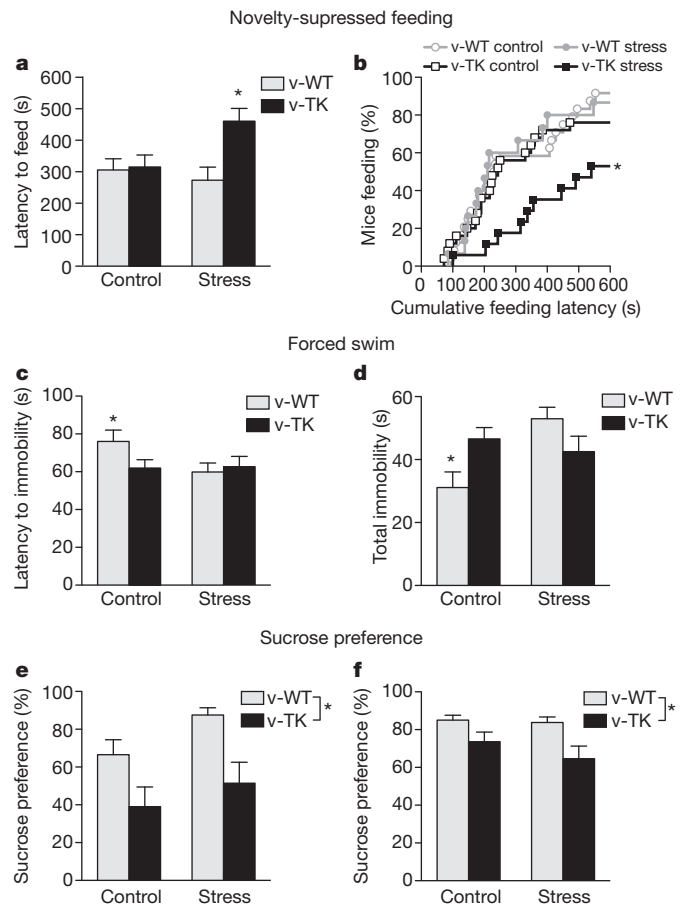 Novelty-supressed feeding
a
Latency to feed (s)
600
500
400
300
200
100
0
*
v-WT
v-TK
Control
Stress
b
v-WT control
v-WT stress
v-TK control
v-TK stress
Mice feeding (%)
100
80
60
40
20
0
*
0 100 200 300 400 500 600
Cumulative feeding latency (s)
Forced swim
c
Latency to immobility (s)
100
80
60
40
20
0
*
v-WT
v-TK
Control
Stress
d
Total immobility (s)
60
40
20
0
*
v-WT
v-TK
Control
Stress
Sucrose preference
e
Sucrose preference (%)
100
80
60
40
20
0
v-WT
v-TK
*
Control
Stress
f
Sucrose preference (%)
100
80
60
40
20
0
v-WT
v-TK
*
Control
Stress